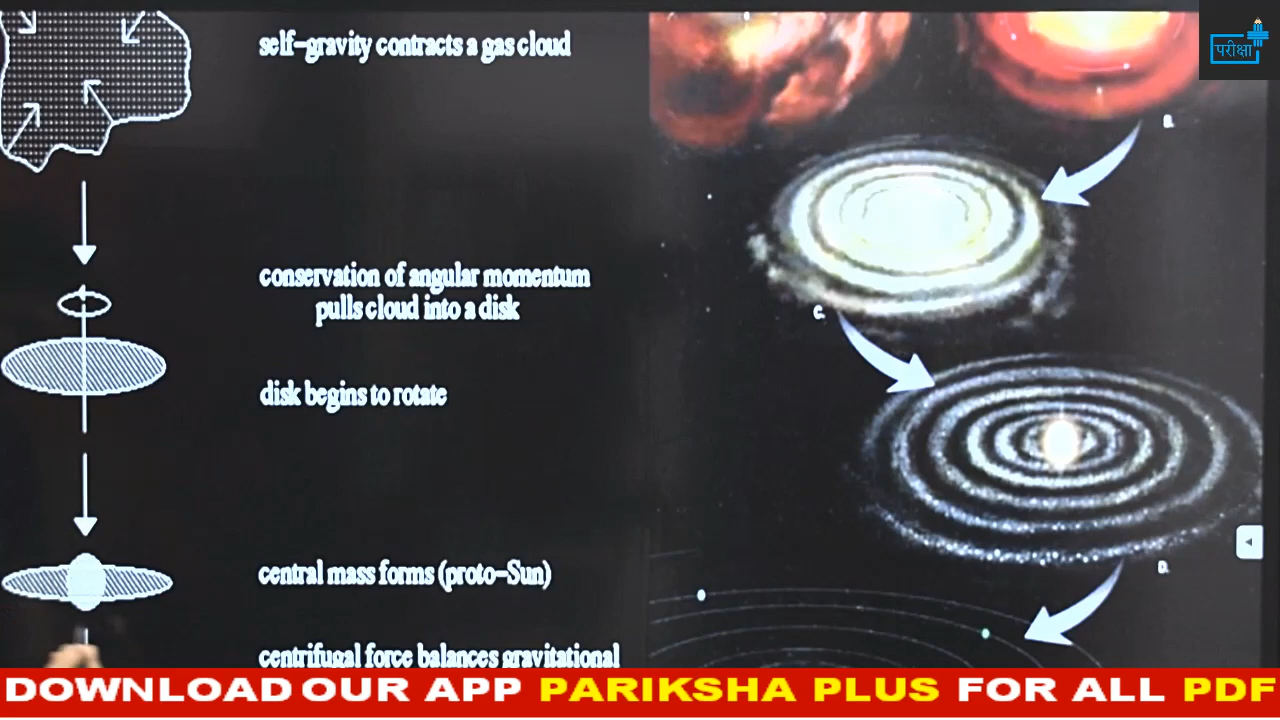 self-gravity contracts a gas cloud
परीक्षा
B.
conservation of angular momentum
pulls cloud into a disk
C.
disk begins to rotate
central mass forms (proto-Sun)
D.
centrifugal force balances gravitational
DOWNLOAD OUR APP PARIKSHA PLUS FOR ALL PDF